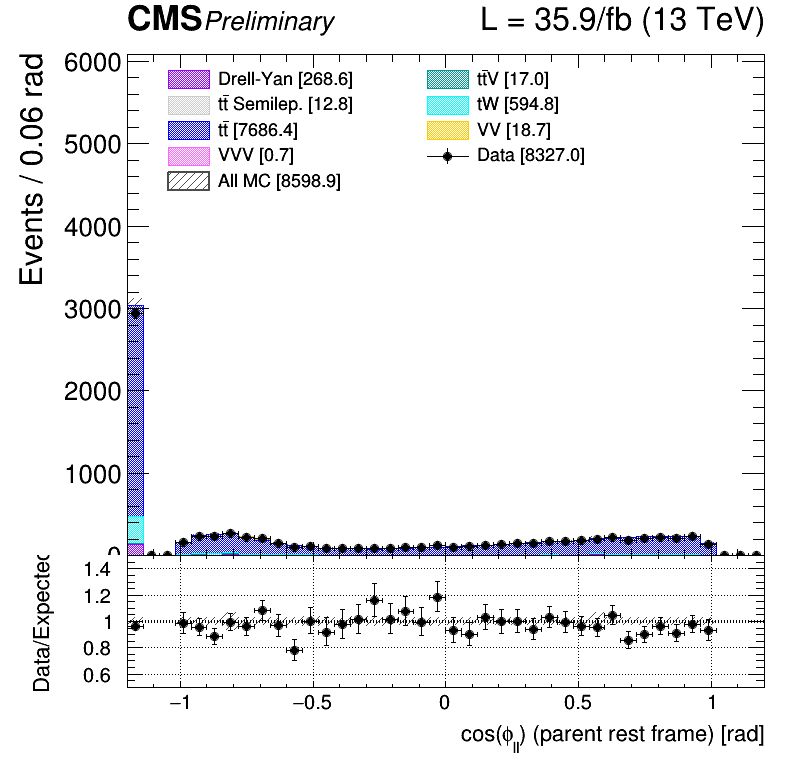 CMS Preliminary L = 35.9/fb (13 TeV)
Events / 0.06 rad
6000
5000
4000
3000
2000
1000
0
Drell-Yan [268.6]
tt̄ Semilep. [12.8]
tt̄ [7686.4]
VVV [0.7]
All MC [8598.9]
tt̄V [17.0]
tW [594.8]
VV [18.7]
Data [8327.0]
Data/Expected
1.4
1.2
1
0.8
0.6
−1 −0.5 0 0.5 1
cos(ϕ_ll) (parent rest frame) [rad]